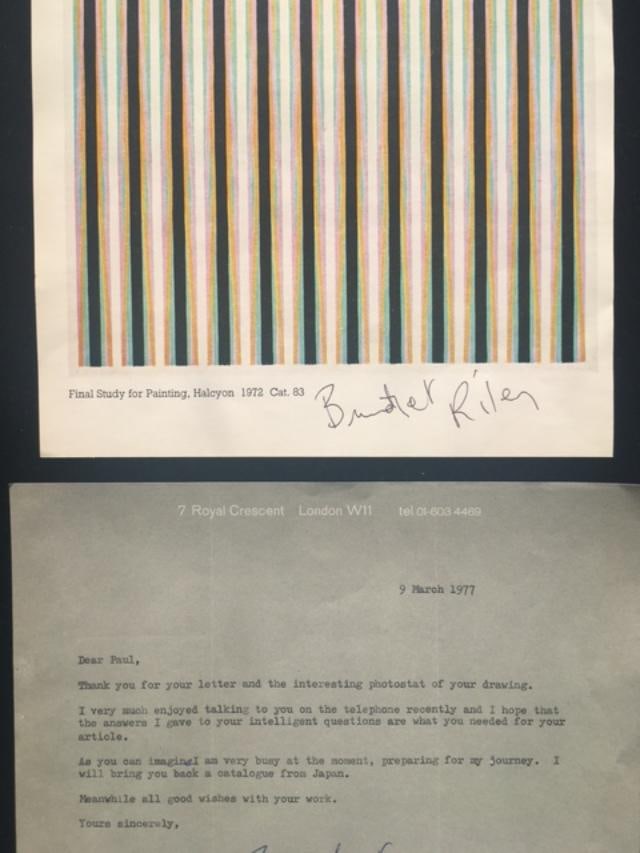 Final Study for Painting, Halcyon 1972 Cat. 83
Bridget Riley
7 Royal Crescent London W11 tel 01-603 4469
9 March 1977
Dear Paul,
Thank you for your letter and the interesting photostat of your drawing.
I very much enjoyed talking to you on the telephone recently and I hope that
the answers I gave to your intelligent questions are what you needed for your
article.
As you can imagine I am very busy at the moment, preparing for my journey. I
will bring you back a catalogue from Japan.
Meanwhile all good wishes with your work.
Yours sincerely,